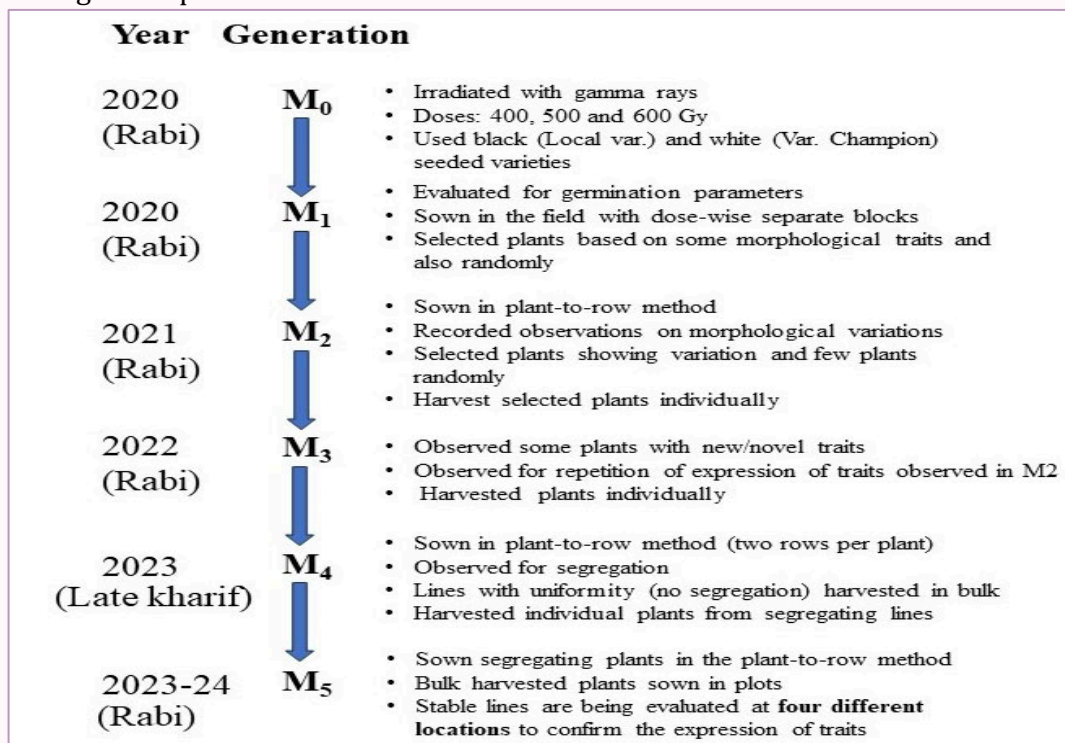 Year Generation
2020
(Rabi)
M₀
• Irradiated with gamma rays
• Doses: 400, 500 and 600 Gy
• Used black (Local var.) and white (Var. Champion)
seeded varieties
2020
(Rabi)
M₁
• Evaluated for germination parameters
• Sown in the field with dose-wise separate blocks
• Selected plants based on some morphological traits and
also randomly
2021
(Rabi)
M₂
• Sown in plant-to-row method
• Recorded observations on morphological variations
• Selected plants showing variation and few plants
randomly
• Harvest selected plants individually
2022
(Rabi)
M₃
• Observed some plants with new/novel traits
• Observed for repetition of expression of traits observed in M2
• Harvested plants individually
2023
(Late kharif)
M₄
• Sown in plant-to-row method (two rows per plant)
• Observed for segregation
• Lines with uniformity (no segregation) harvested in bulk
• Harvested individual plants from segregating lines
2023-24
(Rabi)
M₅
• Sown segregating plants in the plant-to-row method
• Bulk harvested plants sown in plots
• Stable lines are being evaluated at four different
locations to confirm the expression of traits